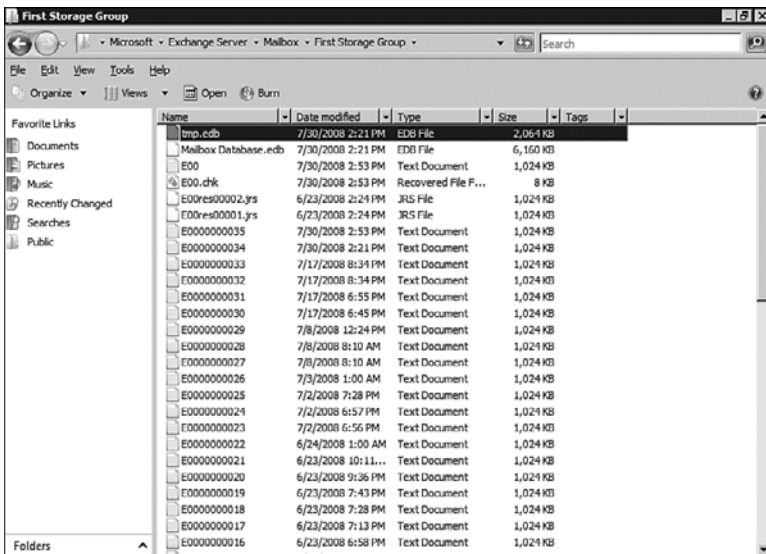 First Storage Group
Microsoft Exchange Server Mailbox First Storage Group Search
File Edit View Tools Help
Organize Views Open Burn
Favorite Links
Documents
Pictures
Music
Recently Changed
Searches
Public
Folders
Name Date modified Type Size Tags
tmp.edb 7/30/2008 2:21 PM EDB File 2,064 KB
Mailbox Database.edb 7/30/2008 2:21 PM EDB File 6,160 KB
E00 7/30/2008 2:53 PM Text Document 1,024 KB
E00.chk 7/30/2008 2:53 PM Recovered File F... 8 KB
E00res00002.jrs 6/23/2008 2:24 PM JRS File 1,024 KB
E00res00001.jrs 6/23/2008 2:24 PM JRS File 1,024 KB
E0000000035 7/30/2008 2:53 PM Text Document 1,024 KB
E0000000034 7/30/2008 2:21 PM Text Document 1,024 KB
E0000000033 7/17/2008 8:34 PM Text Document 1,024 KB
E0000000032 7/17/2008 8:34 PM Text Document 1,024 KB
E0000000031 7/17/2008 6:55 PM Text Document 1,024 KB
E0000000030 7/17/2008 6:45 PM Text Document 1,024 KB
E0000000029 7/8/2008 12:24 PM Text Document 1,024 KB
E0000000028 7/8/2008 8:10 AM Text Document 1,024 KB
E0000000027 7/8/2008 8:10 AM Text Document 1,024 KB
E0000000026 7/3/2008 1:00 AM Text Document 1,024 KB
E0000000025 7/2/2008 7:28 PM Text Document 1,024 KB
E0000000024 7/2/2008 6:57 PM Text Document 1,024 KB
E0000000023 7/2/2008 6:56 PM Text Document 1,024 KB
E0000000022 6/24/2008 1:00 AM Text Document 1,024 KB
E0000000021 6/23/2008 10:11... Text Document 1,024 KB
E0000000020 6/23/2008 9:36 PM Text Document 1,024 KB
E0000000019 6/23/2008 7:43 PM Text Document 1,024 KB
E0000000018 6/23/2008 7:28 PM Text Document 1,024 KB
E0000000017 6/23/2008 7:13 PM Text Document 1,024 KB
E0000000016 6/23/2008 6:58 PM Text Document 1,024 KB